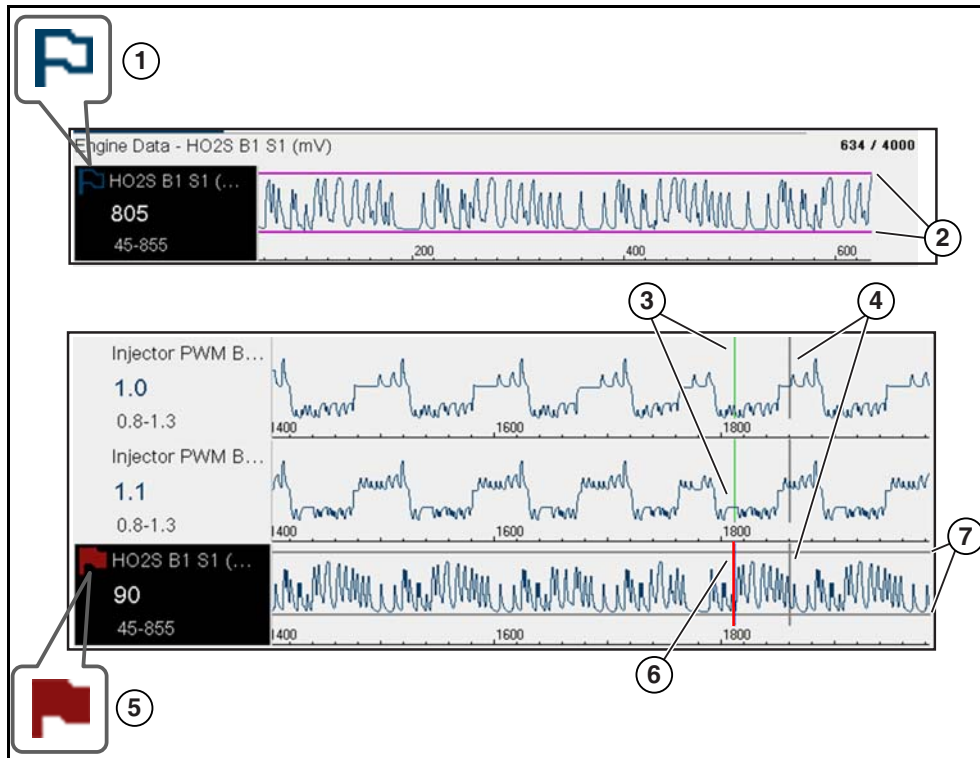 1
Engine Data - HO2S B1 S1 (mV) 634 / 4000
HO2S B1 S1 (...
805
45-855
200 400 600
2
3 4
Injector PWM B...
1.0
0.8-1.3
1400 1600 1800
Injector PWM B...
1.1
0.8-1.3
1400 1600 1800
HO2S B1 S1 (...
90
45-855
1400 1600 1800
7
6
5